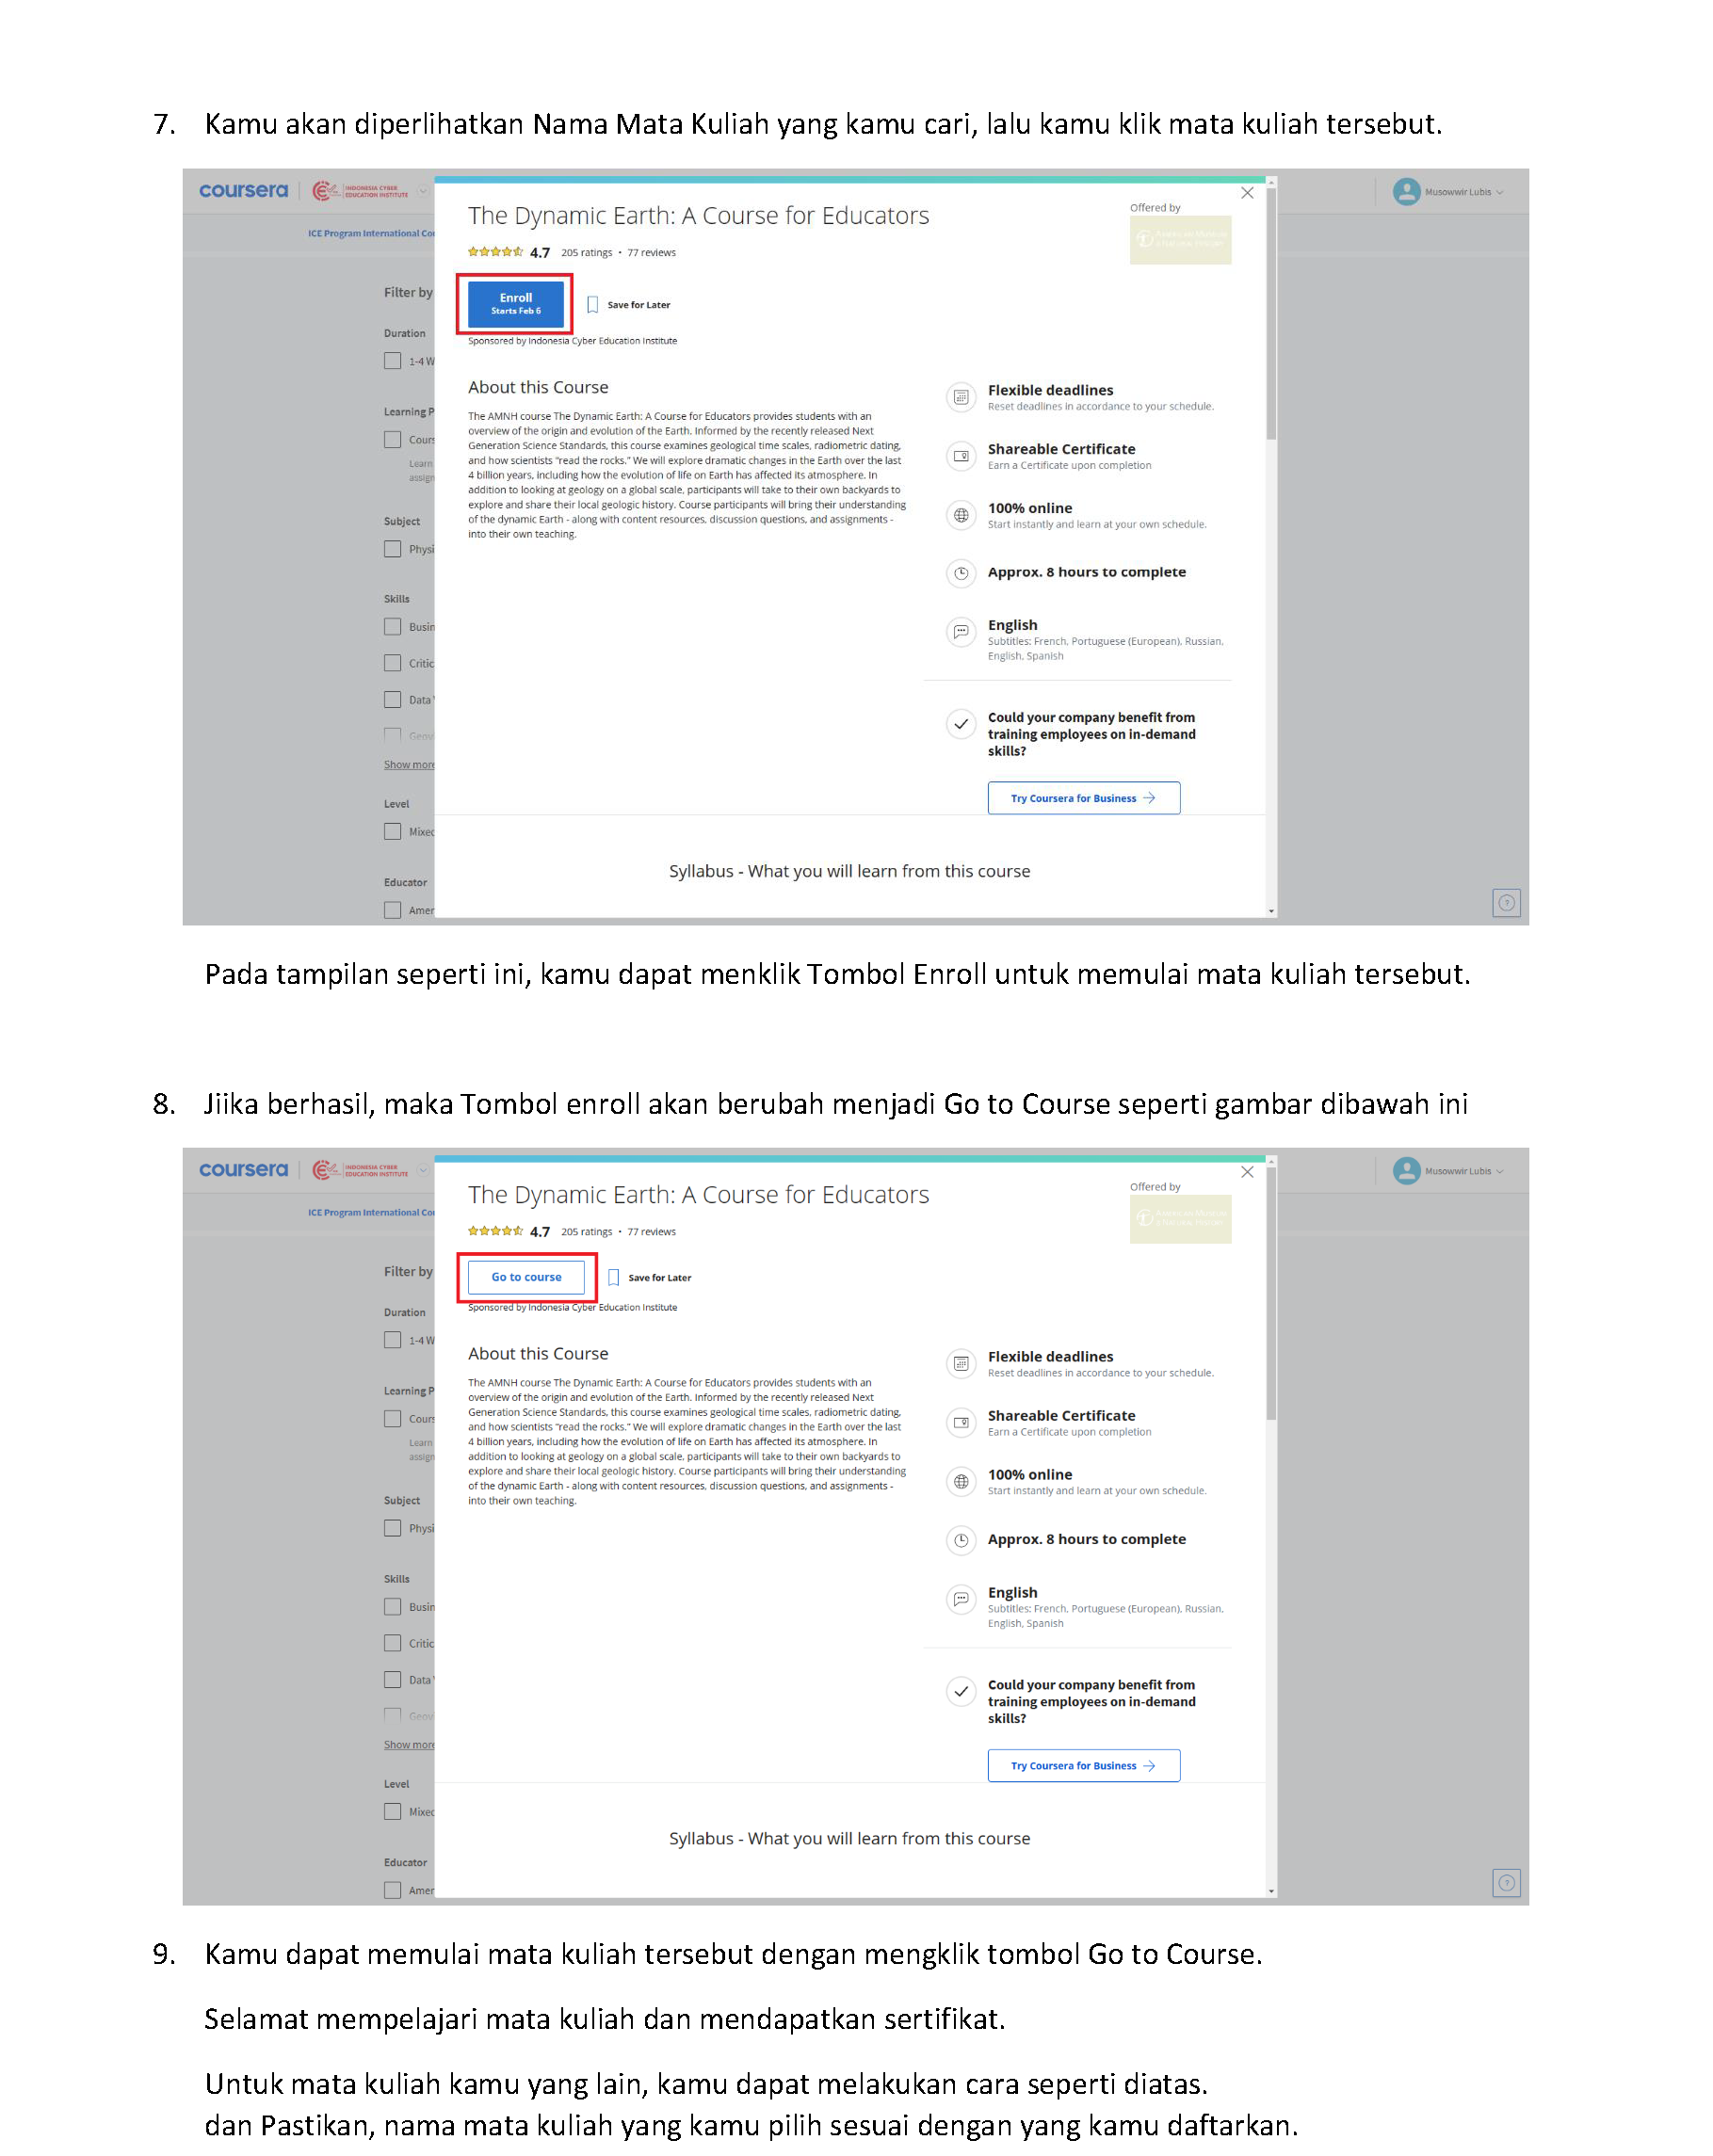 7. Kamu akan diperlihatkan Nama Mata Kuliah yang kamu cari, lalu kamu klik mata kuliah tersebut.
coursera
INDONESIA CYBER
EDUCATION INSTITUTE
Musowwir Lubis
ICE Program International Co
The Dynamic Earth: A Course for Educators
Offered by
4.7 205 ratings • 77 reviews
Enroll
Starts Feb 6
Save for Later
Sponsored by Indonesia Cyber Education Institute
Filter by
Duration
1-4 W
Learning P
Cours
Learn
assign
Subject
Physi
Skills
Busin
Critic
Data
Geov
Show more
Level
Mixed
Educator
Amer
About this Course
The AMNH course The Dynamic Earth: A Course for Educators provides students with an
overview of the origin and evolution of the Earth. Informed by the recently released Next
Generation Science Standards, this course examines geological time scales, radiometric dating,
and how scientists "read the rocks." We will explore dramatic changes in the Earth over the last
4 billion years, including how the evolution of life on Earth has affected its atmosphere. In
addition to looking at geology on a global scale, participants will take to their own backyards to
explore and share their local geologic history. Course participants will bring their understanding
of the dynamic Earth - along with content resources, discussion questions, and assignments -
into their own teaching.
Flexible deadlines
Reset deadlines in accordance to your schedule.
Shareable Certificate
Earn a Certificate upon completion
100% online
Start instantly and learn at your own schedule.
Approx. 8 hours to complete
English
Subtitles: French, Portuguese (European), Russian,
English, Spanish
Could your company benefit from
training employees on in-demand
skills?
Try Coursera for Business →
Syllabus - What you will learn from this course
Pada tampilan seperti ini, kamu dapat menklik Tombol Enroll untuk memulai mata kuliah tersebut.
8. Jiika berhasil, maka Tombol enroll akan berubah menjadi Go to Course seperti gambar dibawah ini
coursera
INDONESIA CYBER
EDUCATION INSTITUTE
Musowwir Lubis
ICE Program International Co
The Dynamic Earth: A Course for Educators
Offered by
4.7 205 ratings • 77 reviews
Go to course
Save for Later
Sponsored by Indonesia Cyber Education Institute
Filter by
Duration
1-4 W
Learning P
Cours
Learn
assign
Subject
Physi
Skills
Busin
Critic
Data
Geov
Show more
Level
Mixed
Educator
Amer
About this Course
The AMNH course The Dynamic Earth: A Course for Educators provides students with an
overview of the origin and evolution of the Earth. Informed by the recently released Next
Generation Science Standards, this course examines geological time scales, radiometric dating,
and how scientists "read the rocks." We will explore dramatic changes in the Earth over the last
4 billion years, including how the evolution of life on Earth has affected its atmosphere. In
addition to looking at geology on a global scale, participants will take to their own backyards to
explore and share their local geologic history. Course participants will bring their understanding
of the dynamic Earth - along with content resources, discussion questions, and assignments -
into their own teaching.
Flexible deadlines
Reset deadlines in accordance to your schedule.
Shareable Certificate
Earn a Certificate upon completion
100% online
Start instantly and learn at your own schedule.
Approx. 8 hours to complete
English
Subtitles: French, Portuguese (European), Russian,
English, Spanish
Could your company benefit from
training employees on in-demand
skills?
Try Coursera for Business →
Syllabus - What you will learn from this course
9. Kamu dapat memulai mata kuliah tersebut dengan mengklik tombol Go to Course.
Selamat mempelajari mata kuliah dan mendapatkan sertifikat.
Untuk mata kuliah kamu yang lain, kamu dapat melakukan cara seperti diatas.
dan Pastikan, nama mata kuliah yang kamu pilih sesuai dengan yang kamu daftarkan.